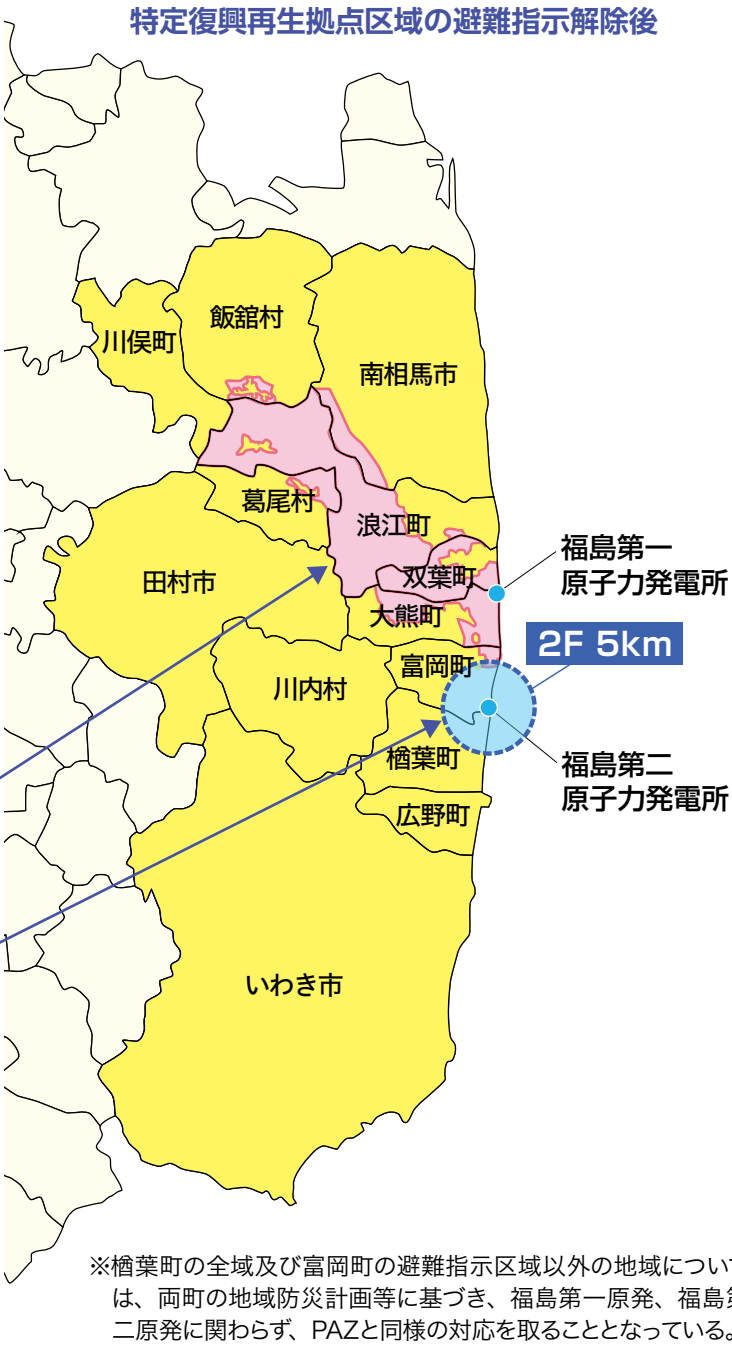 特定復興再生拠点区域の避難指示解除後
飯舘村
川俣町
南相馬市
葛尾村
浪江町
福島第一
原子力発電所
双葉町
田村市
大熊町
2F 5km
富岡町
川内村
楢葉町
福島第二
原子力発電所
広野町
いわき市
※楢葉町の全域及び富岡町の避難指示区域以外の地域につい
は、両町の地域防災計画等に基づき、福島第一原発、福島
二原発に関わらず、PAZと同様の対応を取ることとなっている。